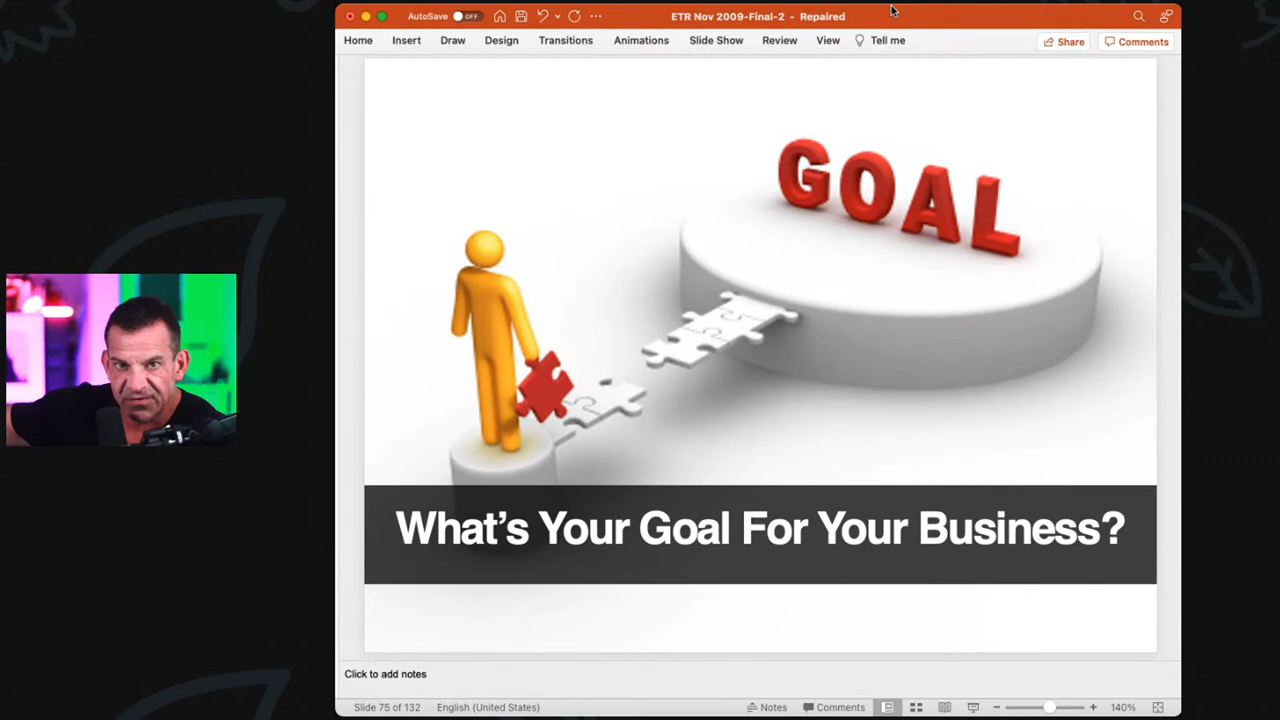 AutoSave OFF
ETR Nov 2009-Final-2 - Repaired
Home Insert Draw Design Transitions Animations Slide Show Review View Tell me Share Comments
GOAL
What's Your Goal For Your Business?
Click to add notes
Slide 75 of 132 English (United States) Notes Comments 140%